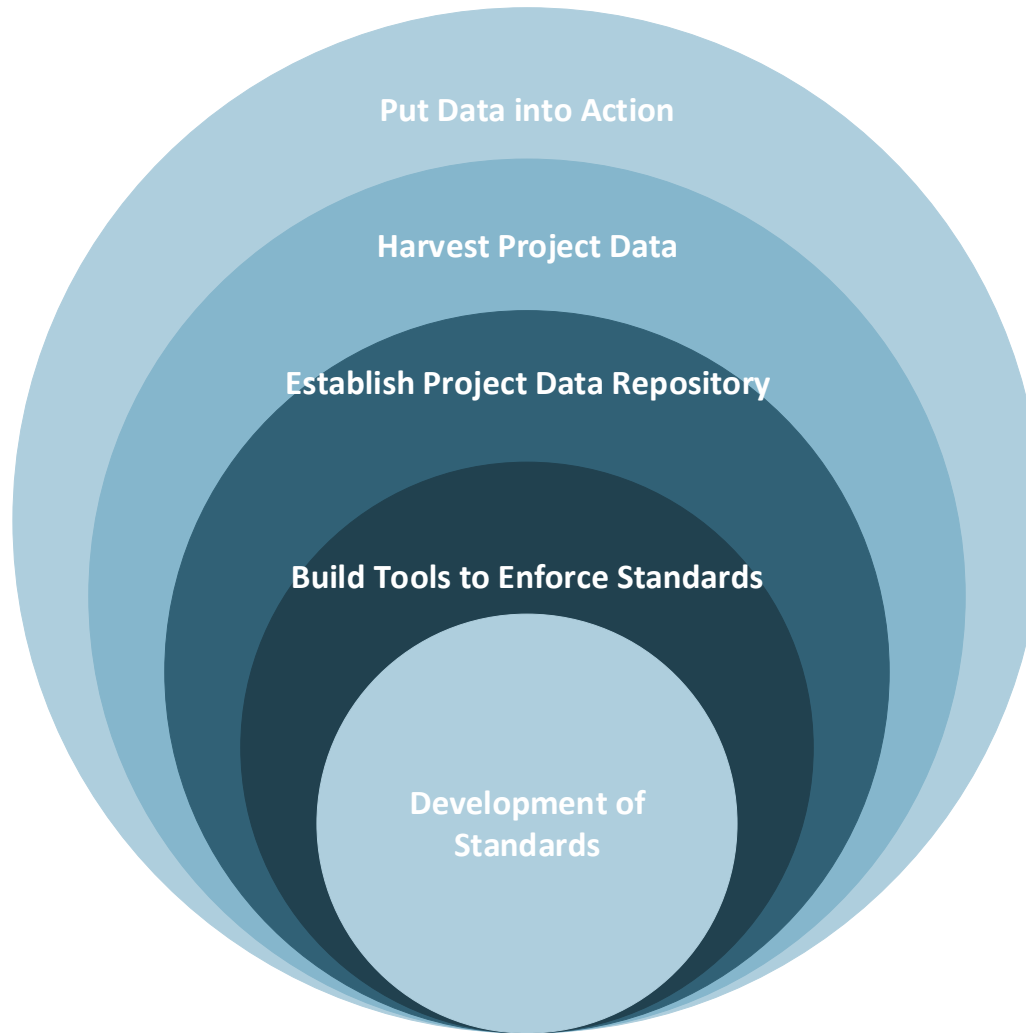 Put Data into Action
Harvest Project Data
Establish Project Data Repository
Build Tools to Enforce Standards
Development of
Standards